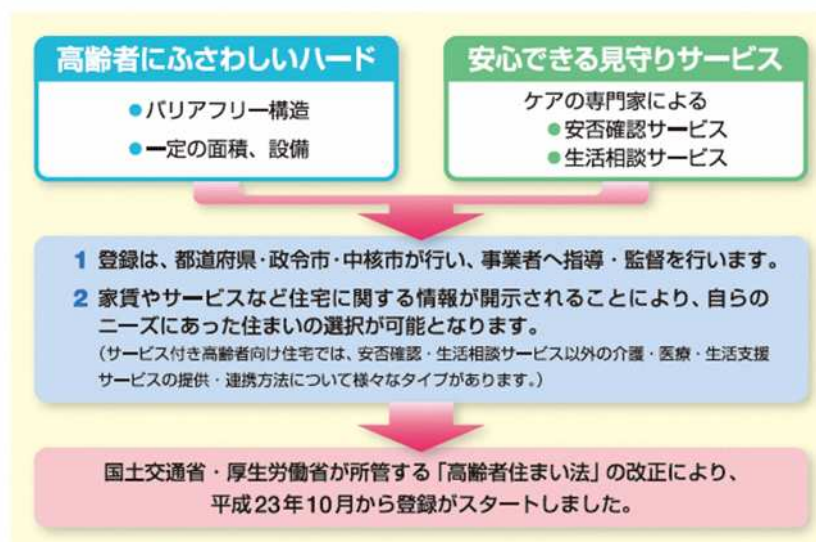 高齢者にふさわしいハード
●バリアフリー構造
●一定の面積、設備
安心できる見守りサービス
ケアの専門家による
●安否確認サービス
●生活相談サービス
1 登録は、都道府県・政令市・中核市が行い、事業者へ指導・監督を行います。
2 家賃やサービスなど住宅に関する情報が開示されることにより、自らの
ニーズにあった住まいの選択が可能となります。
(サービス付き高齢者向け住宅では、安否確認・生活相談サービス以外の介護・医療・生活支援
サービスの提供・連携方法について様々なタイプがあります。)
国土交通省・厚生労働省が所管する「高齢者住まい法」の改正により、
平成23年10月から登録がスタートしました。